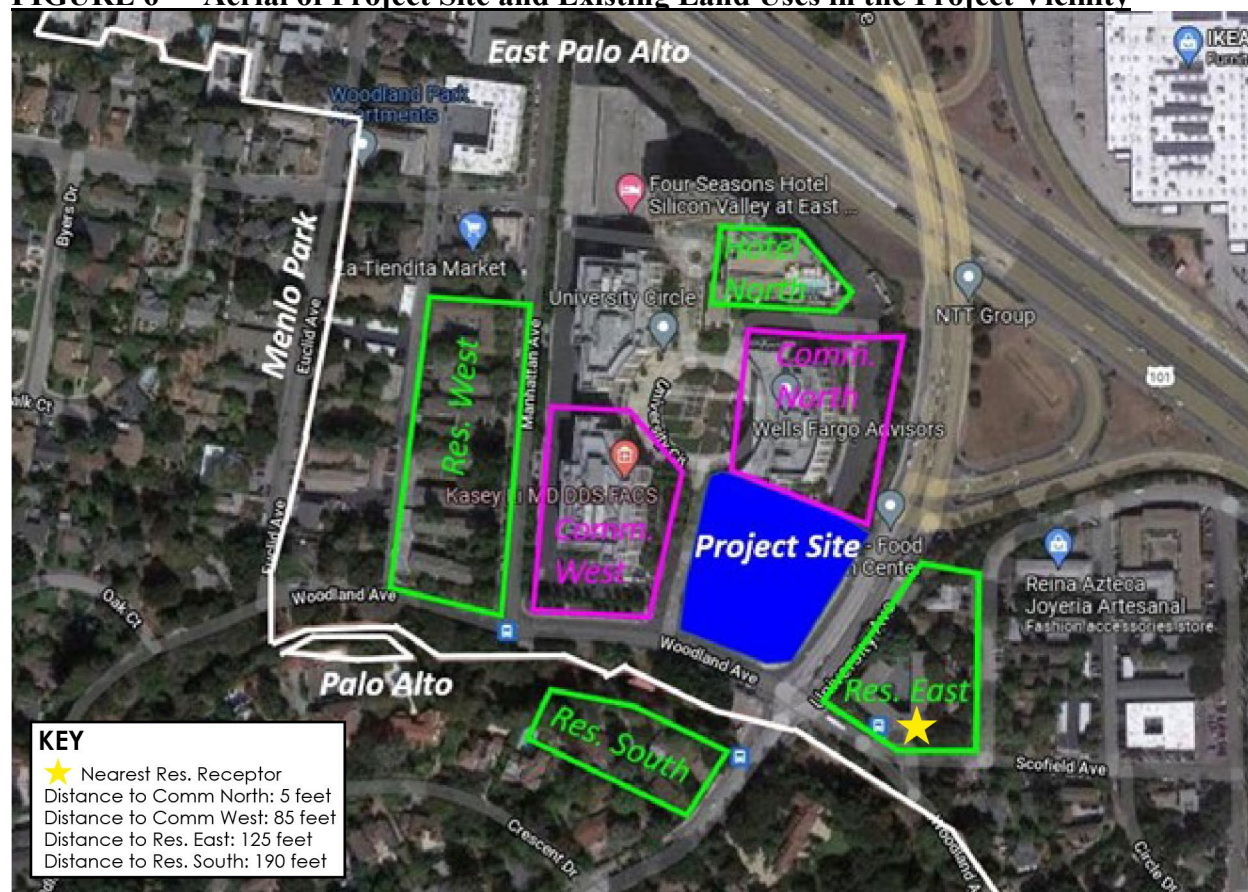 FIGURE 6 Aerial of Project Site and Existing Land Uses in the Project Vicinity
East Palo Alto
IKEA
Woodland Park
Apartments
Four Seasons Hotel
Silicon Valley at East ...
Byers Dr
Menlo Park
La Tiendita Market
Hotel
North
University Circle
NTT Group
Euclid Ave
Manhattan Ave
Res. West
Comm.
North
101
Wells Fargo Advisors
Kasey Li MD DDS FACS
Comm.
West
Project Site
- Food
Reina Azteca
Joyeria Artesanal
Fashion accessories store
Euclid Ave
Oak Ct
Woodland Ave
Woodland Ave
University Ave
Res. East
Palo Alto
Res. South
Scofield Ave
Crescent Dr
Woodland A
Circle Dr
KEY
Nearest Res. Receptor
Distance to Comm North: 5 feet
Distance to Comm West: 85 feet
Distance to Res. East: 125 feet
Distance to Res. South: 190 feet